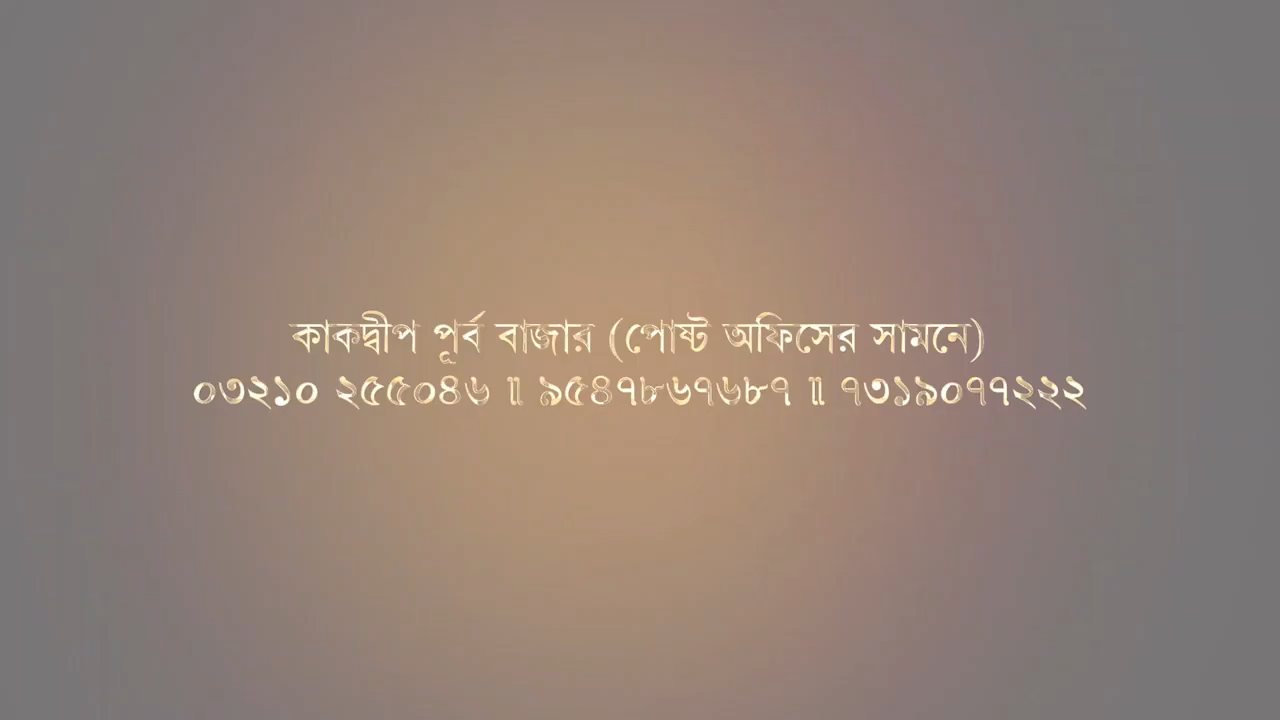 কাকদ্বীপ পূর্ব বাজার (পোষ্ট অফিসের সামনে)
০৩২১০ ২৫৫০৪৬ ॥ ৯৫৪৭৮৬৭৬৮৭ ॥ ৭৩১৯০৭৭২২২